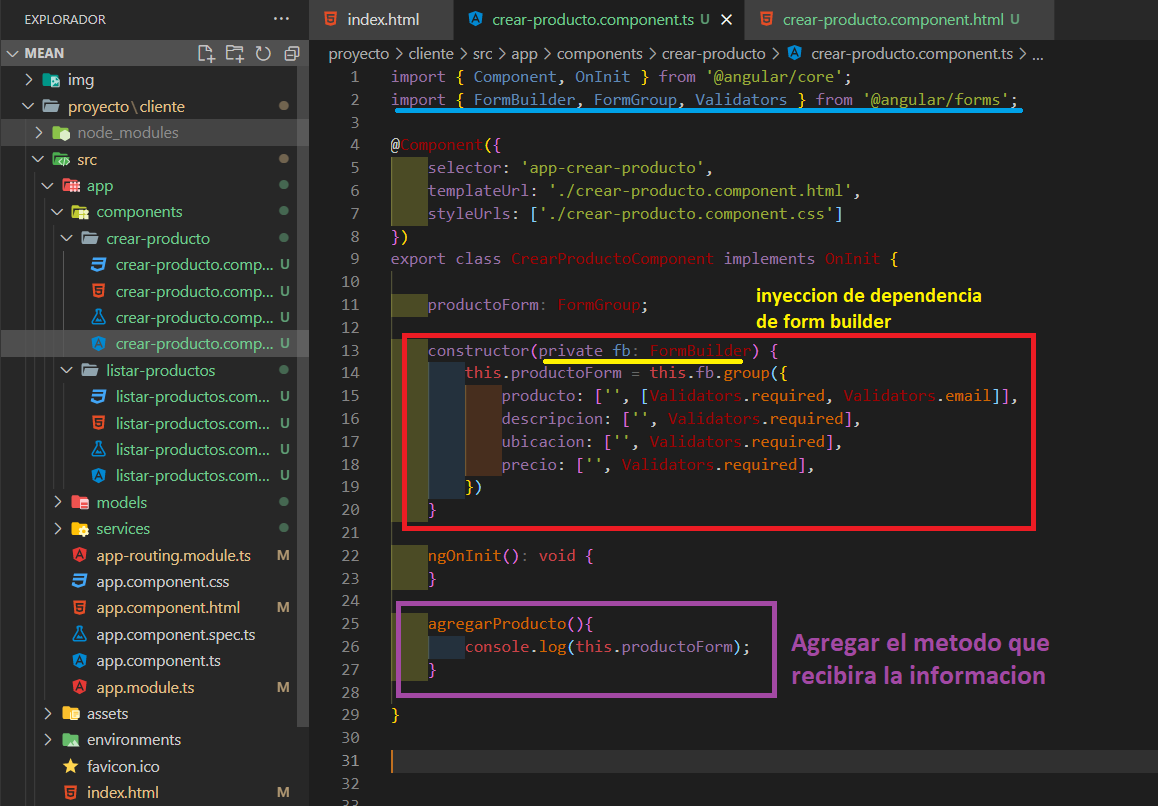 EXPLORADOR
...
index.html
crear-producto.component.ts U
crear-producto.component.html U
MEAN
proyecto > cliente > src > app > components > crear-producto > crear-producto.component.ts > ...
img
proyecto\cliente
node_modules
src
app
components
crear-producto
crear-producto.comp... U
crear-producto.comp... U
crear-producto.comp... U
crear-producto.comp... U
listar-productos
listar-productos.com... U
listar-productos.com... U
listar-productos.com... U
listar-productos.com... U
models
services
app-routing.module.ts M
app.component.css
app.component.html M
app.component.spec.ts
app.component.ts
app.module.ts M
assets
environments
favicon.ico
index.html M
1 import { Component, OnInit } from '@angular/core';
2 import { FormBuilder, FormGroup, Validators } from '@angular/forms';
3
4 @Component({
5 selector: 'app-crear-producto',
6 templateUrl: './crear-producto.component.html',
7 styleUrls: ['./crear-producto.component.css']
8 })
9 export class CrearProductoComponent implements OnInit {
10
11 productoForm: FormGroup;
12
13 constructor(private fb: FormBuilder) {
14 this.productoForm = this.fb.group({
15 producto: ['', [Validators.required, Validators.email]],
16 descripcion: ['', Validators.required],
17 ubicacion: ['', Validators.required],
18 precio: ['', Validators.required],
19 })
20 }
21
22 ngOnInit(): void {
23 }
24
25 agregarProducto(){
26 console.log(this.productoForm);
27 }
28
29 }
30
31
32
33
inyeccion de dependencia
de form builder
Agregar el metodo que
recibira la informacion